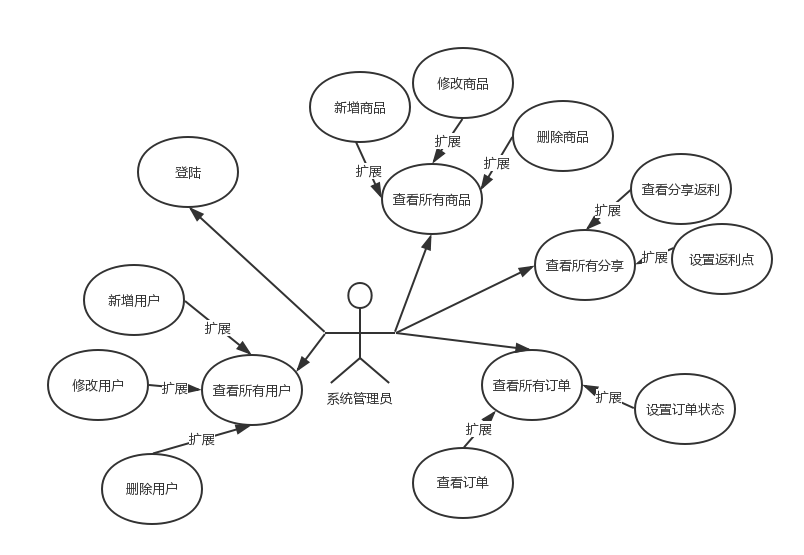 修改商品
新增商品
删除商品
扩展
扩展
扩展
登陆
查看所有商品
查看分享返利
扩展
查看所有分享
扩展
设置返利点
新增用户
扩展
修改用户
扩展
查看所有用户
系统管理员
查看所有订单
扩展
设置订单状态
扩展
扩展
删除用户
查看订单